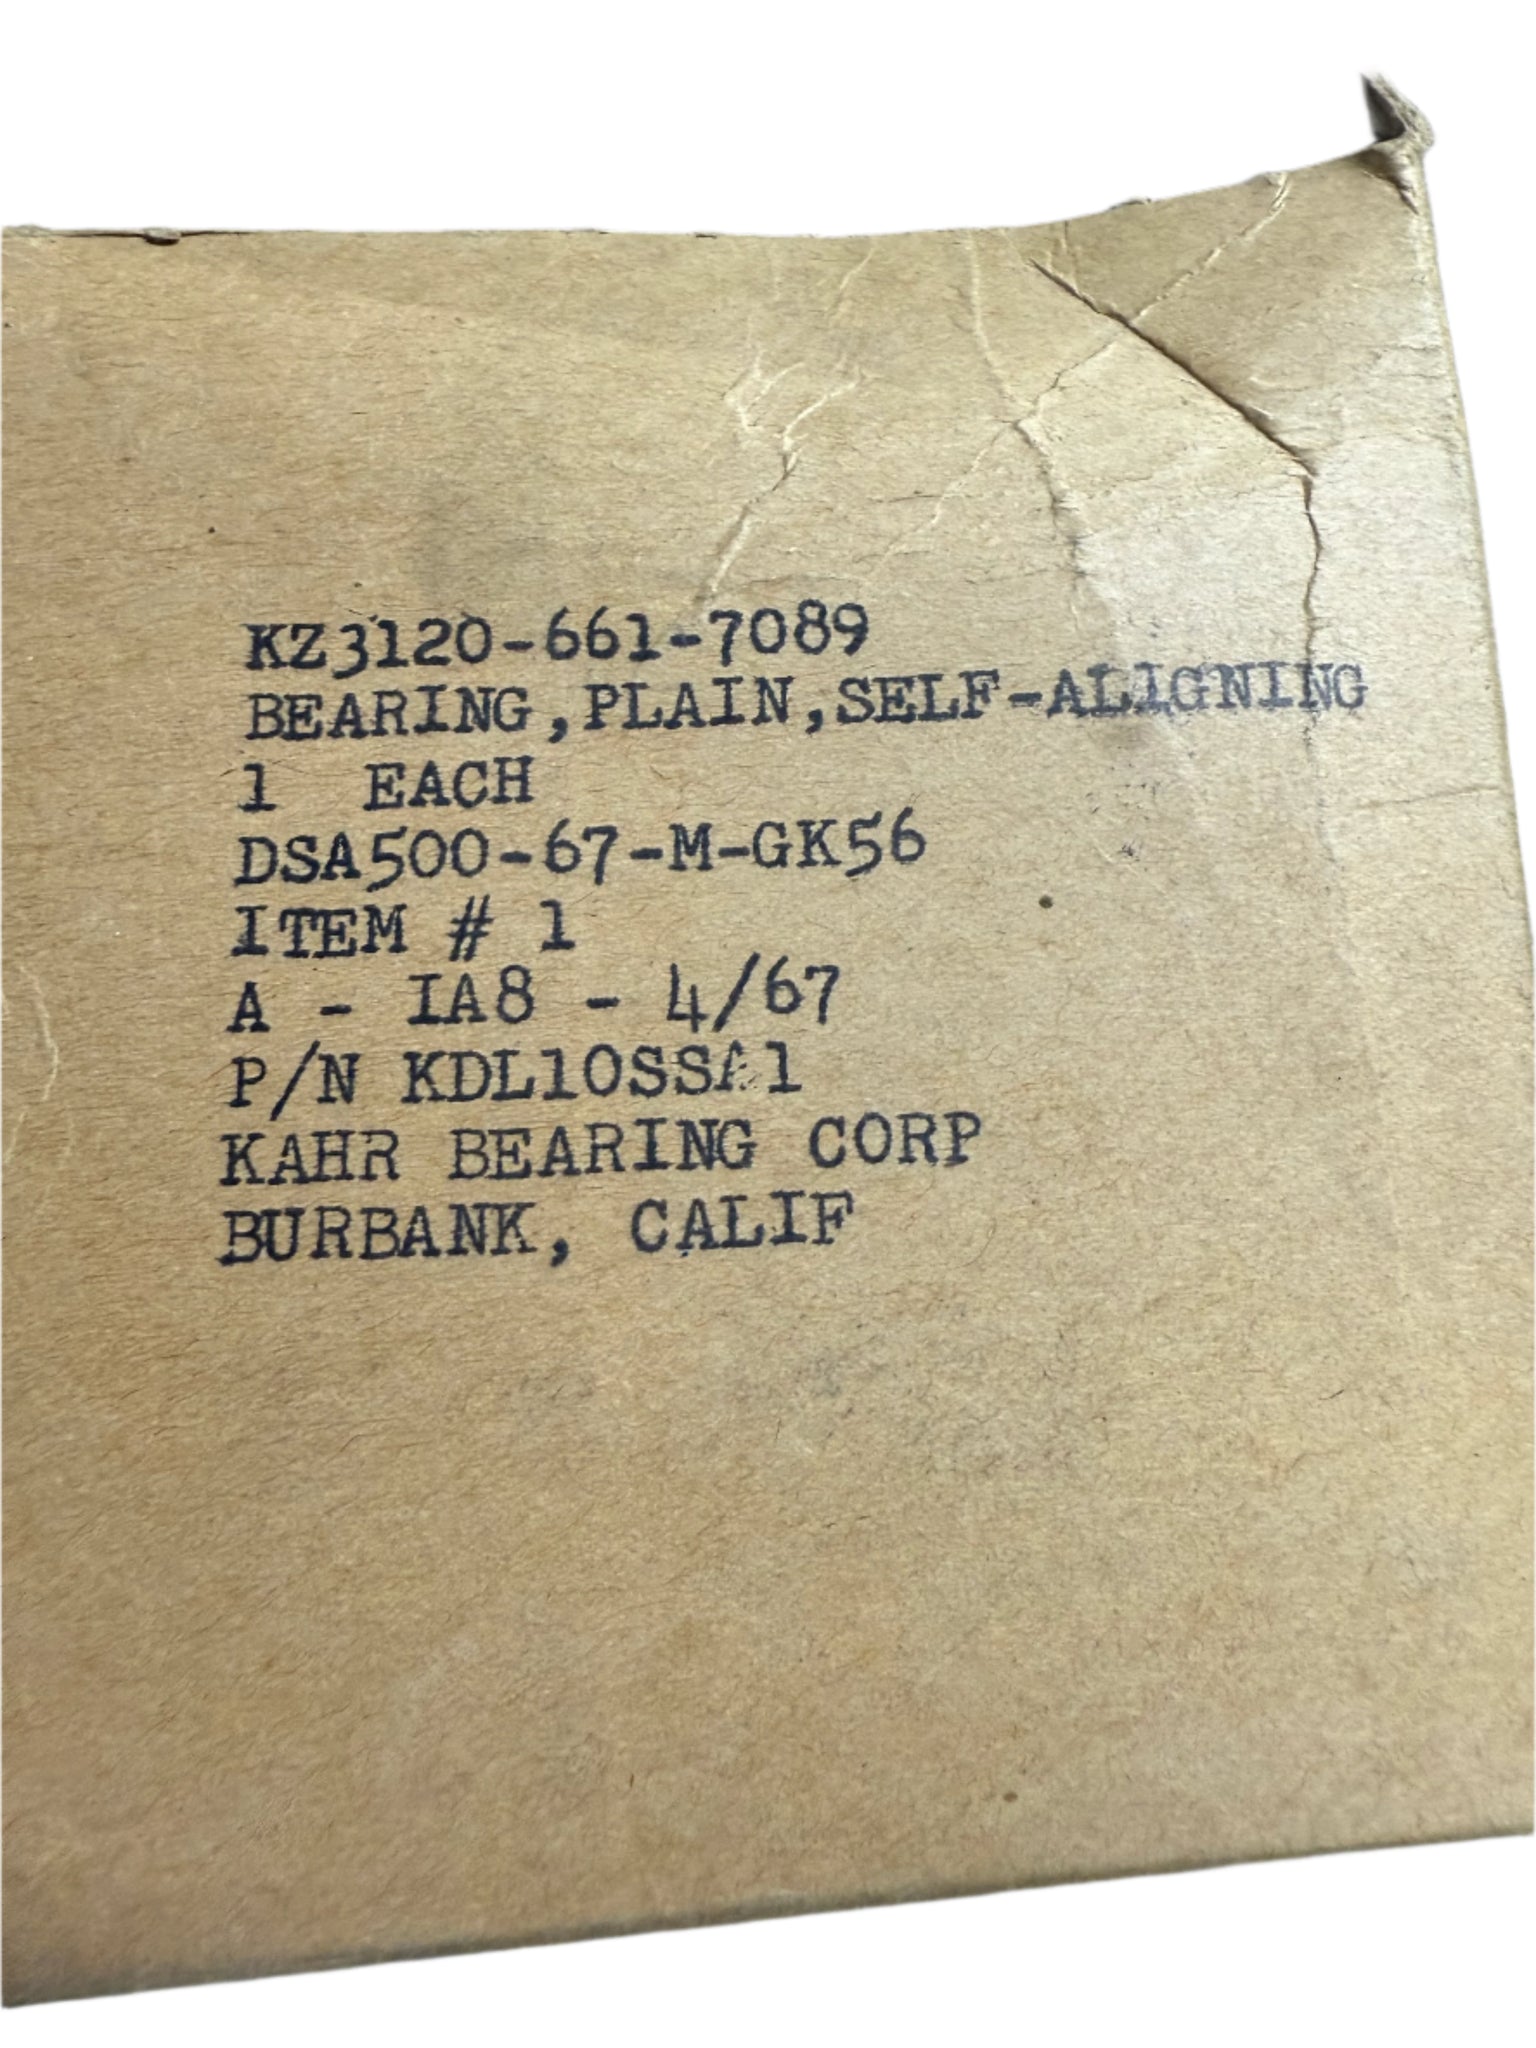 KZ3120-661-7089
BEARING,PLAIN,SELF-ALIGNING
1 EACH
DSA500-67-M-GK56
ITEM # 1
A - IA8 - 4/67
P/N KDL10SSA1
KAHR BEARING CORP
BURBANK, CALIF